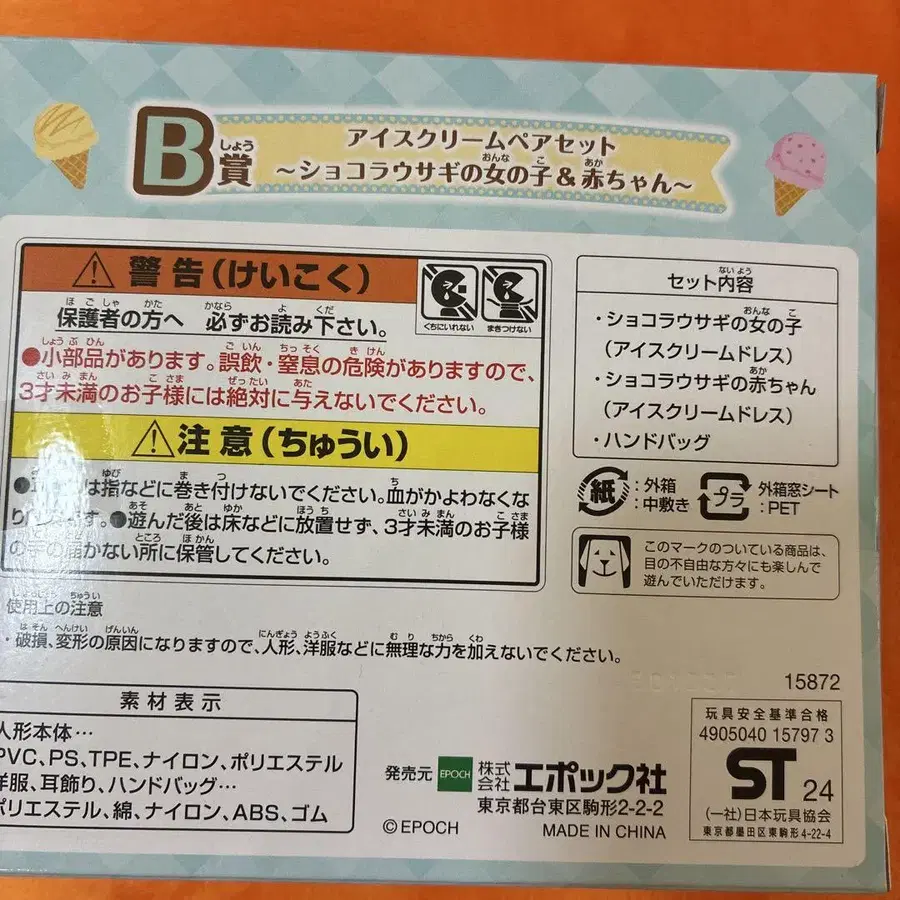 B賞
アイスクリームペアセット
～ショコラウサギの女の子&赤ちゃん～
警告(けいこく)
くちにいれない
まきつけない
保護者の方へ 必ずお読み下さい。
●小部品があります。誤飲・窒息の危険がありますので、
3才未満のお子様には絶対に与えないでください。
注意(ちゅうい)
は指などに巻き付けないでください。血がかよわなくな
です。●遊んだ後は床などに放置せず、3才未満のお子様
の手の届かない所に保管してください。
使用上の注意
・破損、変形の原因になりますので、人形、洋服などに無理な力を加えないでください。
セット内容
・ショコラウサギの女の子
(アイスクリームドレス)
・ショコラウサギの赤ちゃん
(アイスクリームドレス)
・ハンドバッグ
紙:外箱
:中敷き
プラ 外箱窓シート
:PET
このマークのついている商品は、
目の不自由な方々にも楽しんで
遊んでいただけます。
15872
素材表示
人形本体…
PVC、PS、TPE、ナイロン、ポリエステル
洋服、耳飾り、ハンドバッグ…
ポリエステル、綿、ナイロン、ABS、ゴム
発売元 EPOCH 株式会社エポック社
東京都台東区駒形2-2-2
©EPOCH MADE IN CHINA
玩具安全基準合格
4905040 15797 3
ST 24
(一社)日本玩具協会
東京都墨田区東駒形4-22-4